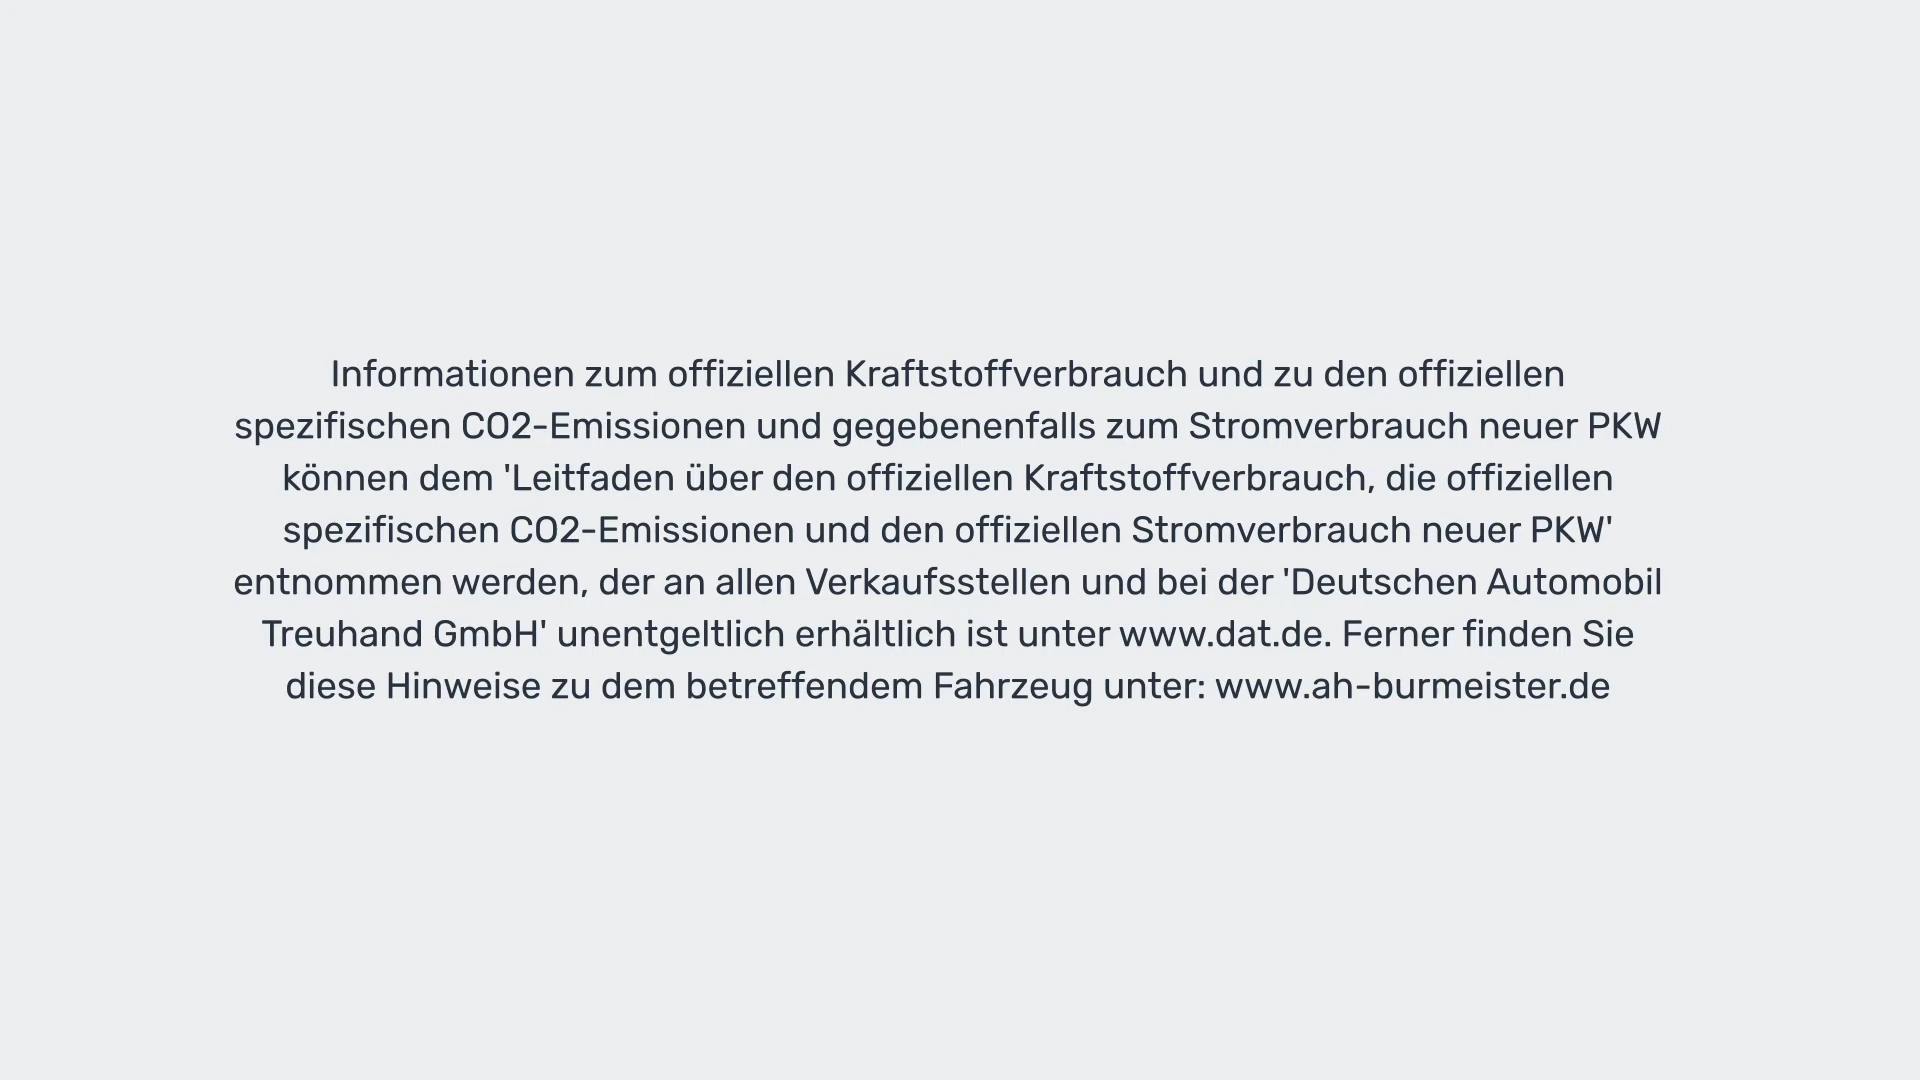 Informationen zum offiziellen Kraftstoffverbrauch und zu den offiziellen
spezifischen CO2-Emissionen und gegebenenfalls zum Stromverbrauch neuer PKW
können dem 'Leitfaden über den offiziellen Kraftstoffverbrauch, die offiziellen
spezifischen CO2-Emissionen und den offiziellen Stromverbrauch neuer PKW'
entnommen werden, der an allen Verkaufsstellen und bei der 'Deutschen Automobil
Treuhand GmbH' unentgeltlich erhältlich ist unter www.dat.de. Ferner finden Sie
diese Hinweise zu dem betreffendem Fahrzeug unter: www.ah-burmeister.de